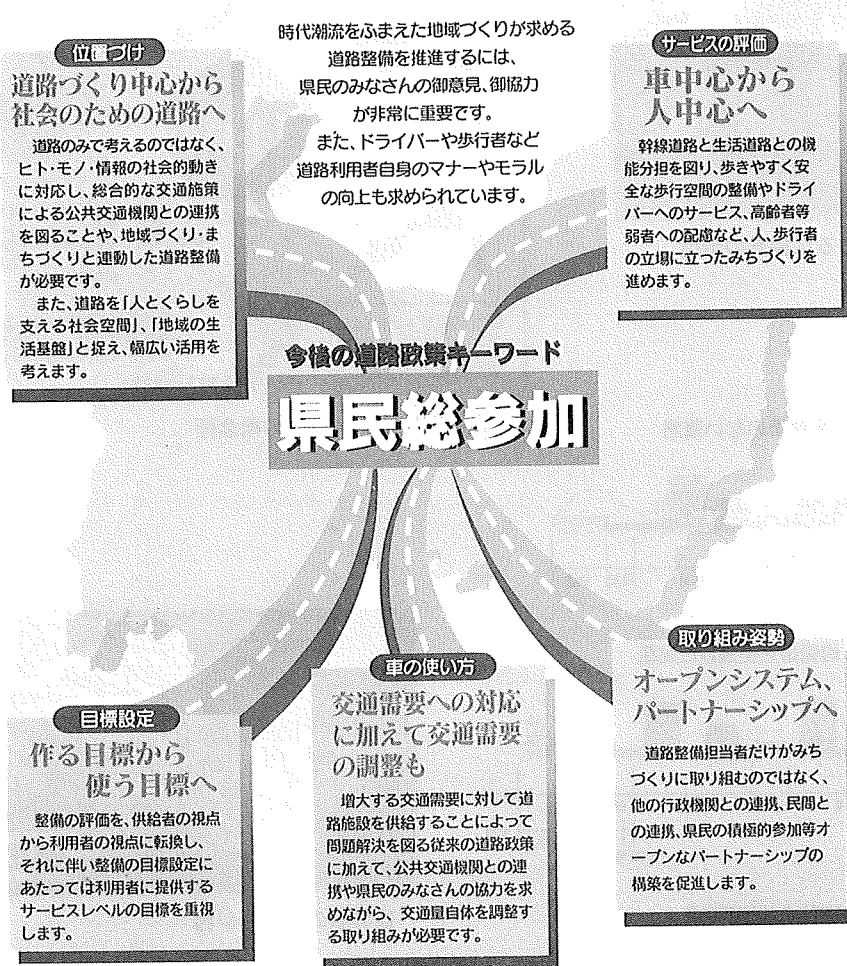 時代潮流をふまえた地域づくりが求める
道路整備を推進するには、
県民のみなさんの御意見、御協力
が非常に重要です。
また、ドライバーや歩行者など
道路利用者自身のマナーやモラル
の向上も求められています。
位置づけ
道路づくり中心から
社会のための道路へ
道路のみで考えるのではなく、
ヒト・モノ・情報の社会的動き
に対応し、総合的な交通施策
による公共交通機関との連携
を図ることや、地域づくり・ま
ちづくりと連動した道路整備
が必要です。
また、道路を「人とくらしを
支える社会空間」、「地域の生
活基盤」と捉え、幅広い活用を
考えます。
サービスの評価
車中心から
人中心へ
幹線道路と生活道路との機
能分担を図り、歩きやすく安
全な歩行空間の整備やドライ
バーへのサービス、高齢者等
弱者への配慮など、人、歩行者
の立場に立ったみちづくりを
進めます。
今後の道路政策キーワード
県民総参加
目標設定
作る目標から
使う目標へ
整備の評価を、供給者の視点
から利用者の視点に転換し、
それに伴い整備の目標設定に
あたっては利用者に提供する
サービスレベルの目標を重視
します。
車の使い方
交通需要への対応
に加えて交通需要
の調整も
増大する交通需要に対して道
路施設を供給することによって
問題解決を図る従来の道路政策
に加えて、公共交通機関との連
携や県民のみなさんの協力を求
めながら、交通量自体を調整す
る取り組みが必要です。
取り組み姿勢
オープンシステム、
パートナーシップへ
道路整備担当者だけがみち
づくりに取り組むのではなく、
他の行政機関との連携、民間と
の連携、県民の積極的参加等オ
ープンなパートナーシップの
構築を促進します。